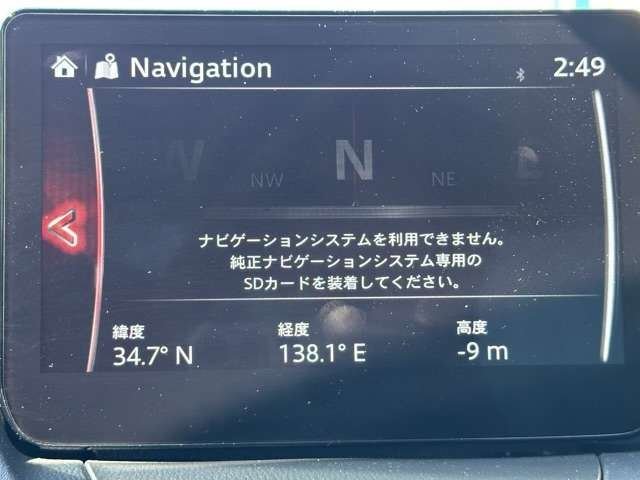 Navigation 2:49
W NW N NE E
ナビゲーションシステムを利用できません。
純正ナビゲーションシステム専用の
SDカードを装着してください。
緯度 経度 高度
34.7° N 138.1° E -9 m